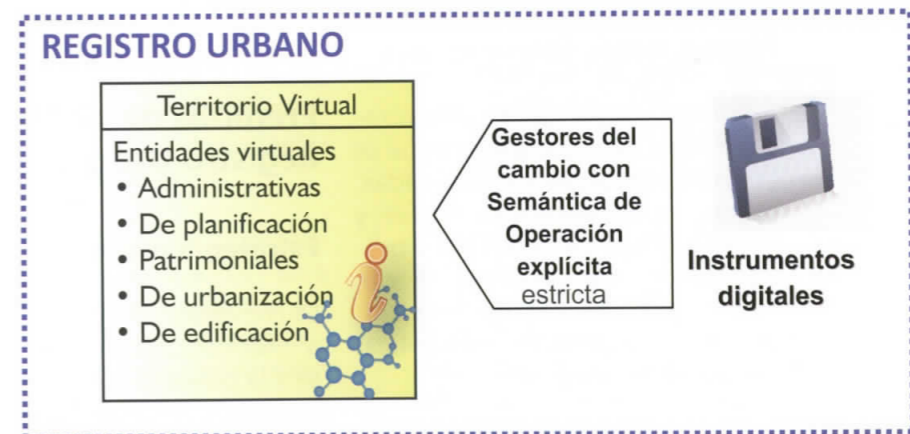 REGISTRO URBANO
Territorio Virtual
Entidades virtuales
• Administrativas
• De planificación
• Patrimoniales
• De urbanización
• De edificación
Gestores del
cambio con
Semántica de
Operación
explícita
estricta
Instrumentos
digitales